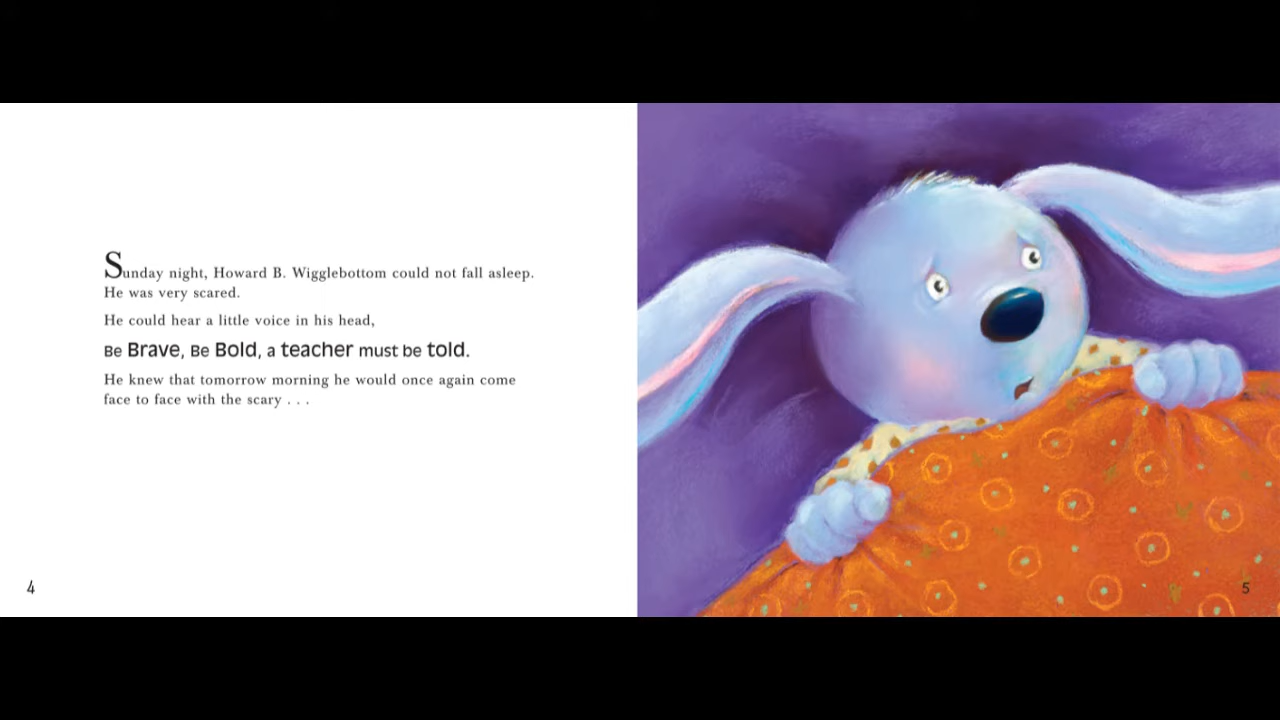 Sunday night, Howard B. Wigglebottom could not fall asleep.
He was very scared.
He could hear a little voice in his head,
Be Brave, Be Bold, a teacher must be told.
He knew that tomorrow morning he would once again come
face to face with the scary . . .
4
5